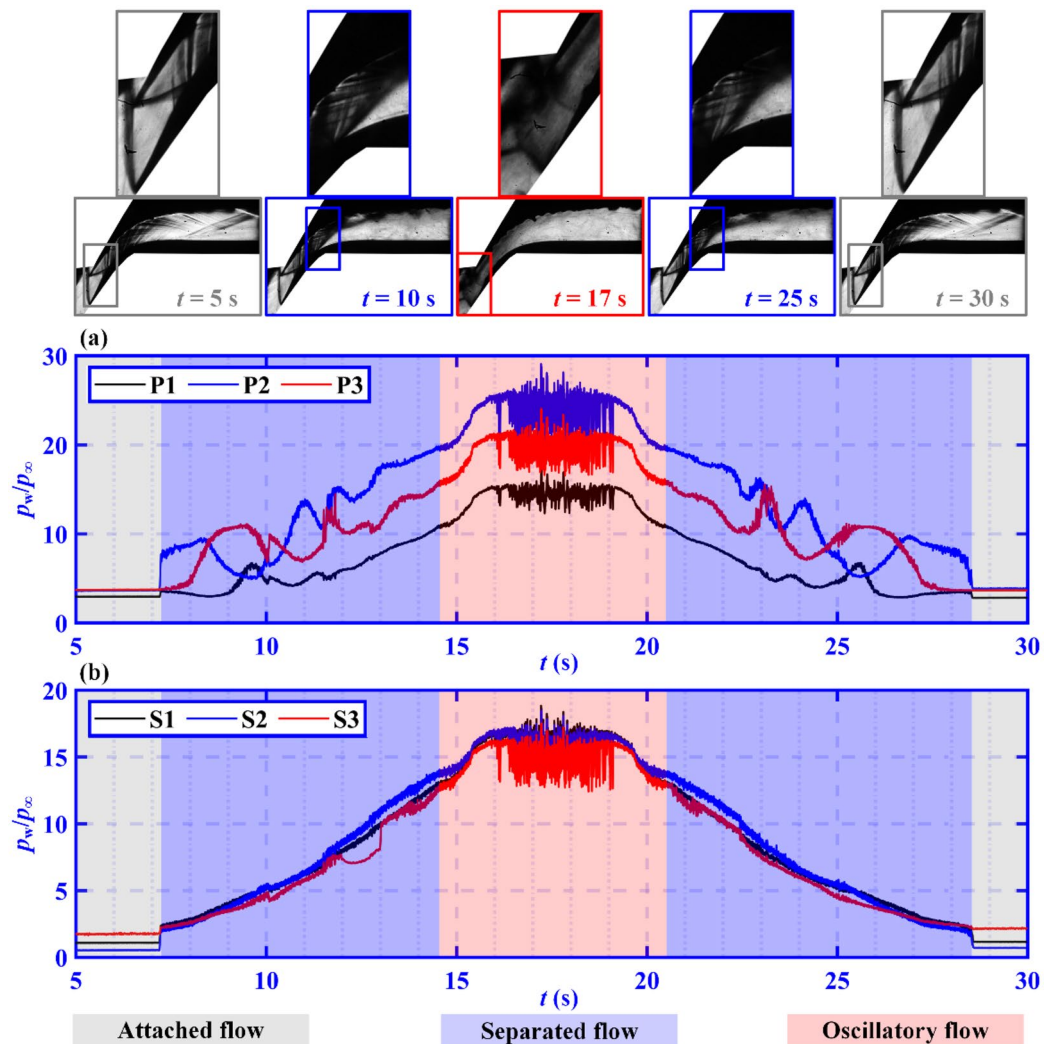 t = 5 s t = 10 s t = 17 s t = 25 s t = 30 s
(a)
30
P1 P2 P3
20
10
0
pw/p∞
5 10 15 20 25 30
t (s)
(b)
20
S1 S2 S3
15
10
5
0
pw/p∞
5 10 15 20 25 30
t (s)
Attached flow Separated flow Oscillatory flow